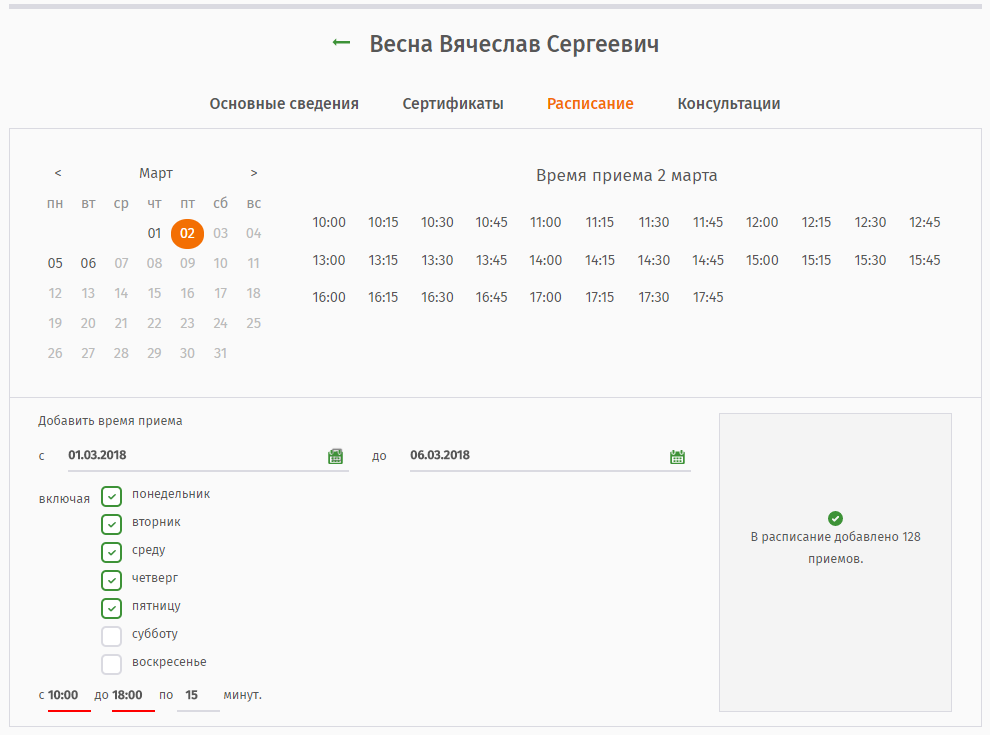 ← Весна Вячеслав Сергеевич
Основные сведения Сертификаты Расписание Консультации
< Март >
пн вт ср чт пт сб вс
01 02 03 04
05 06 07 08 09 10 11
12 13 14 15 16 17 18
19 20 21 22 23 24 25
26 27 28 29 30 31
Время приема 2 марта
10:00 10:15 10:30 10:45 11:00 11:15 11:30 11:45 12:00 12:15 12:30 12:45
13:00 13:15 13:30 13:45 14:00 14:15 14:30 14:45 15:00 15:15 15:30 15:45
16:00 16:15 16:30 16:45 17:00 17:15 17:30 17:45
Добавить время приема
с 01.03.2018 до 06.03.2018
включая
понедельник
вторник
среду
четверг
пятницу
субботу
воскресенье
с 10:00 до 18:00 по 15 минут.
В расписание добавлено 128
приемов.